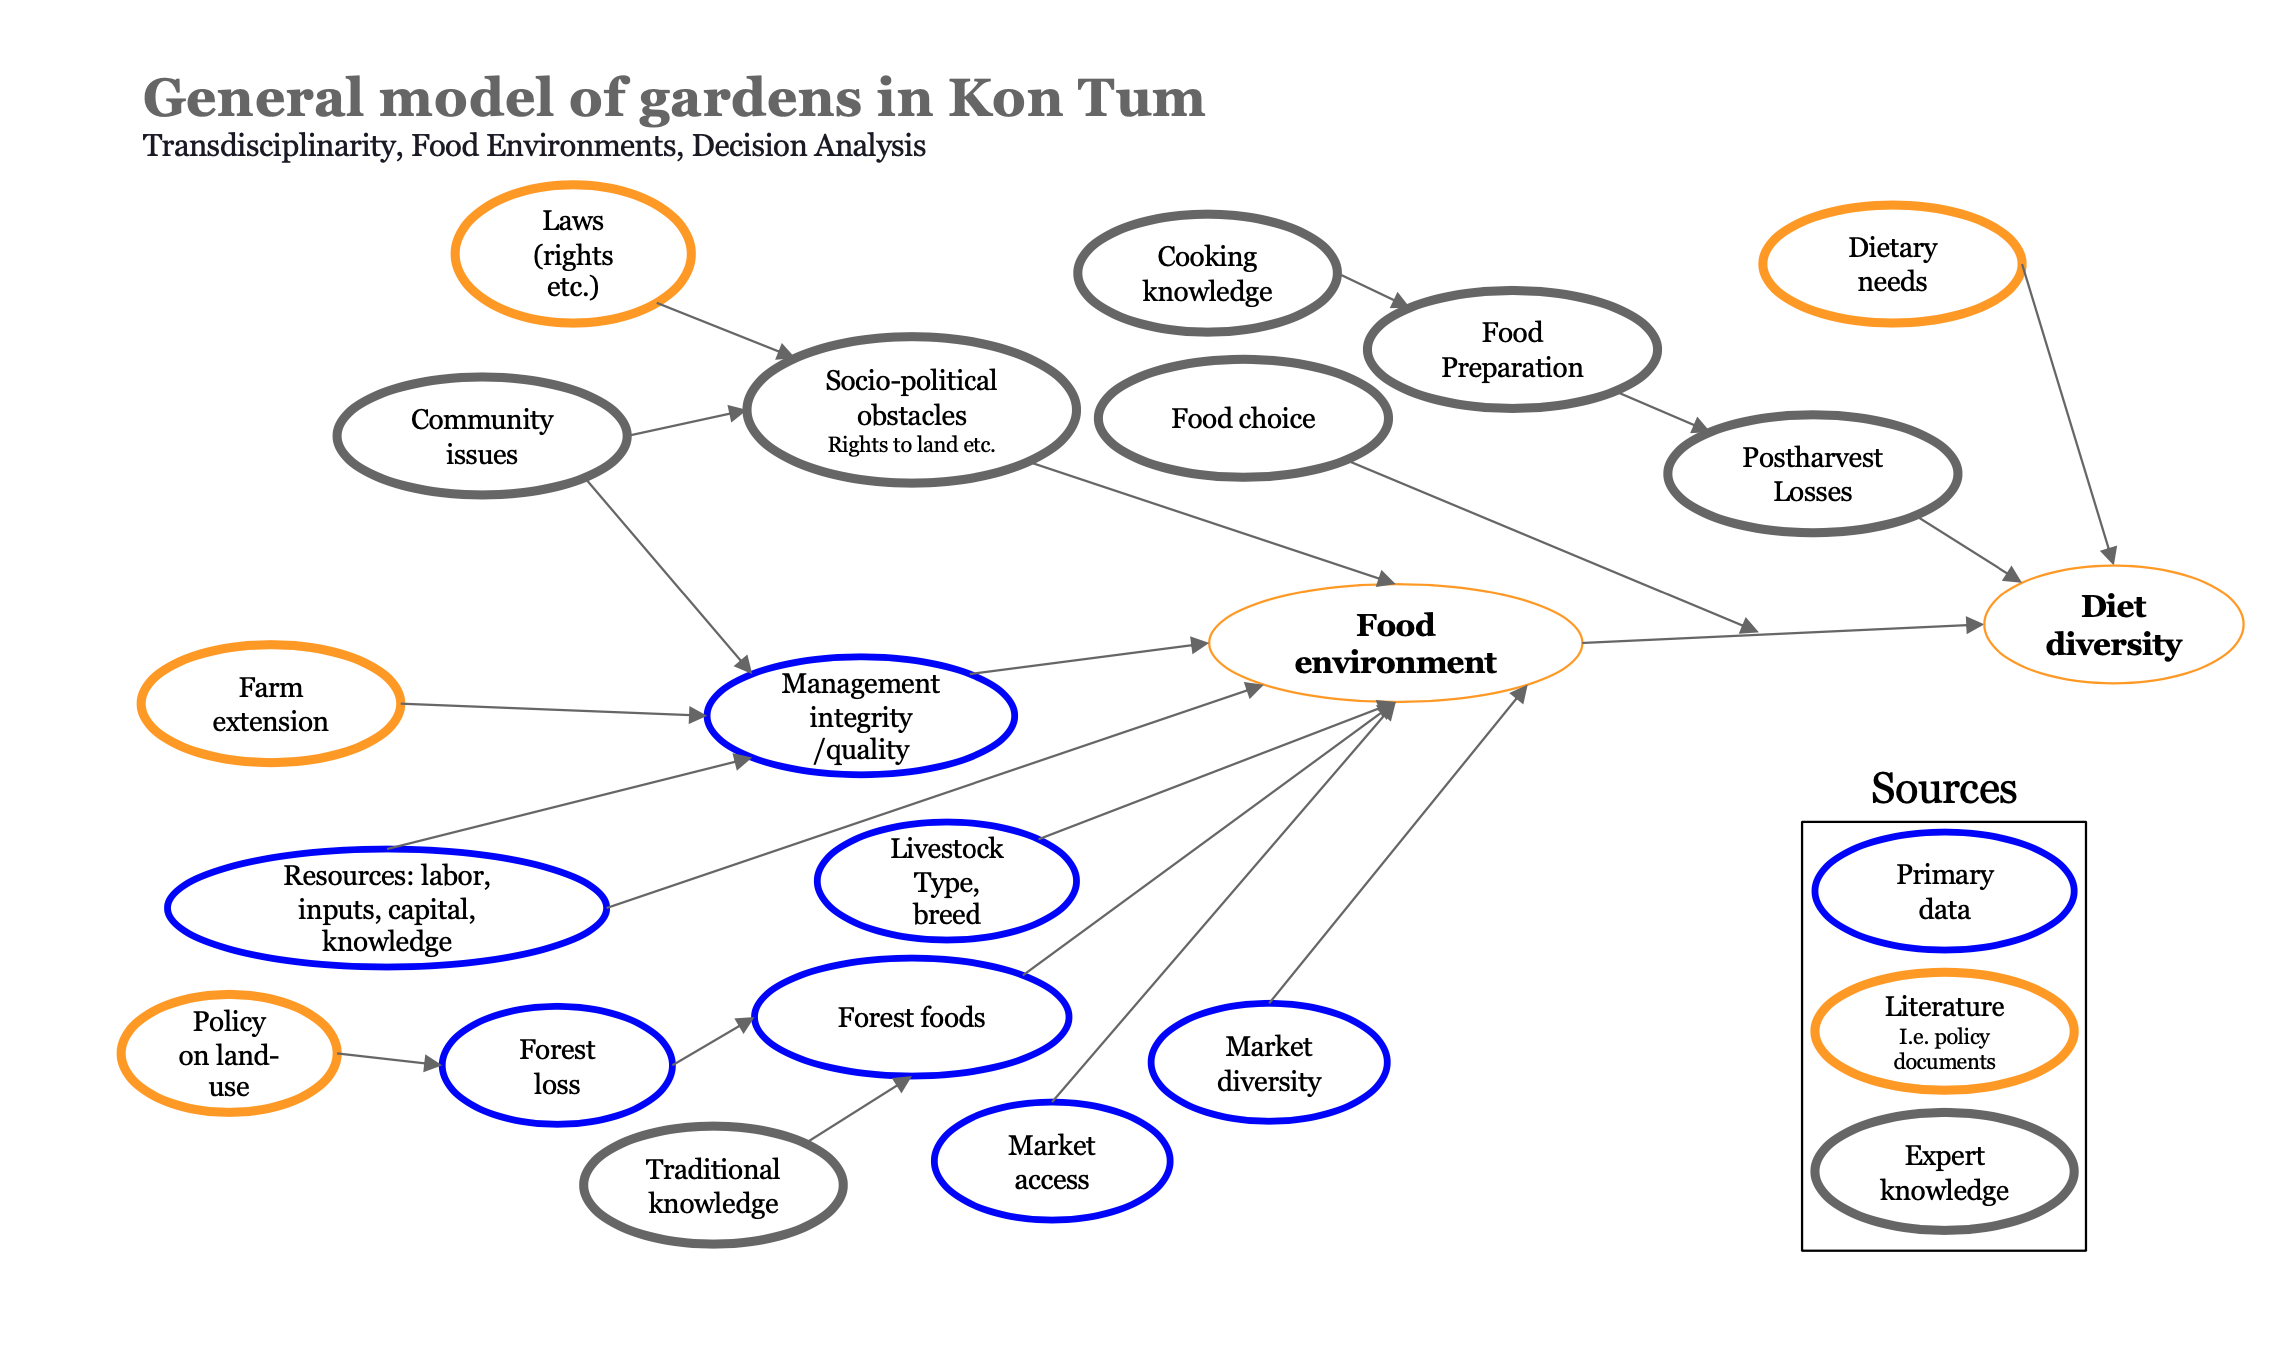 General model of gardens in Kon Tum
Transdisciplinarity, Food Environments, Decision Analysis
Laws
(rights
etc.)
Cooking
knowledge
Dietary
needs
Food
Preparation
Community
issues
Socio-political
obstacles
Rights to land etc.
Food choice
Postharvest
Losses
Food
environment
Diet
diversity
Farm
extension
Management
integrity
/quality
Resources: labor,
inputs, capital,
knowledge
Livestock
Type,
breed
Policy
on land-
use
Forest
loss
Forest foods
Market
diversity
Traditional
knowledge
Market
access
Sources
Primary
data
Literature
I.e. policy
documents
Expert
knowledge